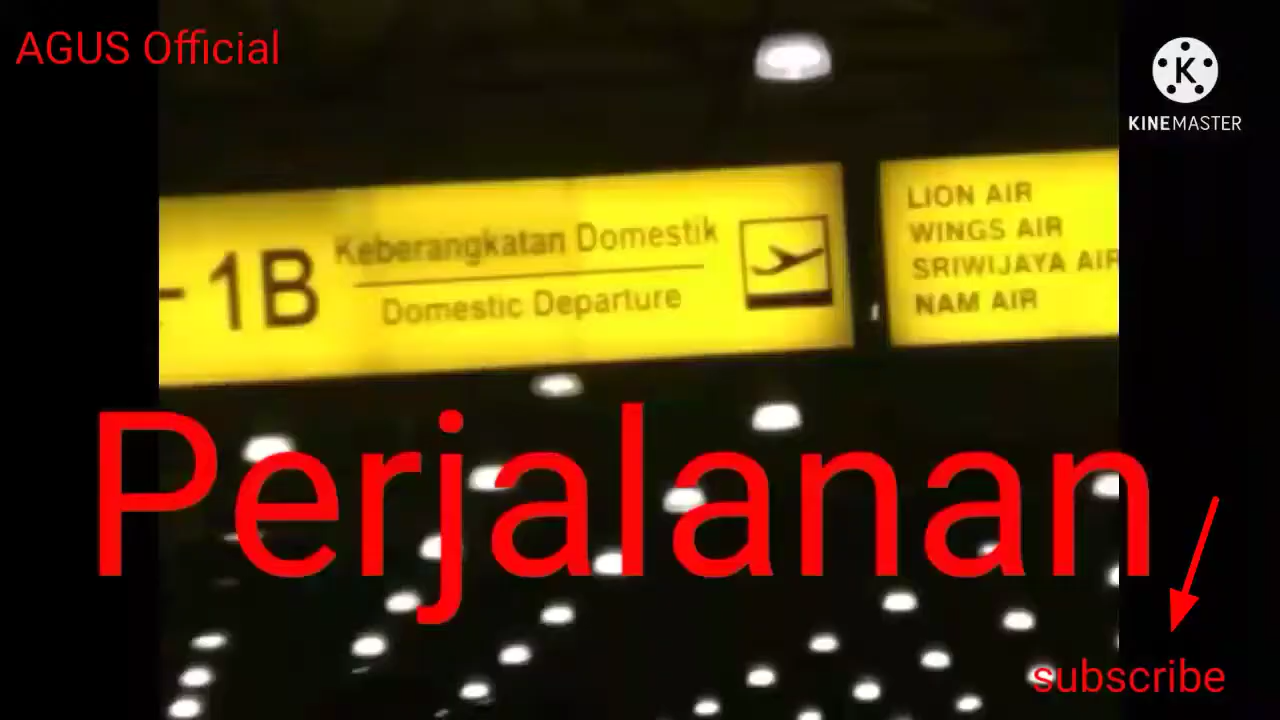 AGUS Official
K
KINEMASTER
-1B
Keberangkatan Domestik
Domestic Departure
LION AIR
WINGS AIR
SRIWIJAYA AIR
NAM AIR
Perjalanan
subscribe